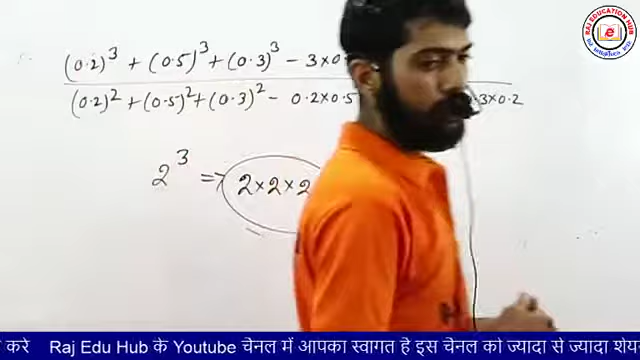 (0.2)³ + (0.5)³ + (0.3)³ − 3×0
(0.2)² + (0.5)² + (0.3)² − 0.2×0.5 .3×0.2
2³ ⇒ 2×2×2
RAJ EDUCATION HUB
करे Raj Edu Hub के Youtube चेनल में आपका स्वागत है इस चेनल को ज्यादा से ज्यादा शेय